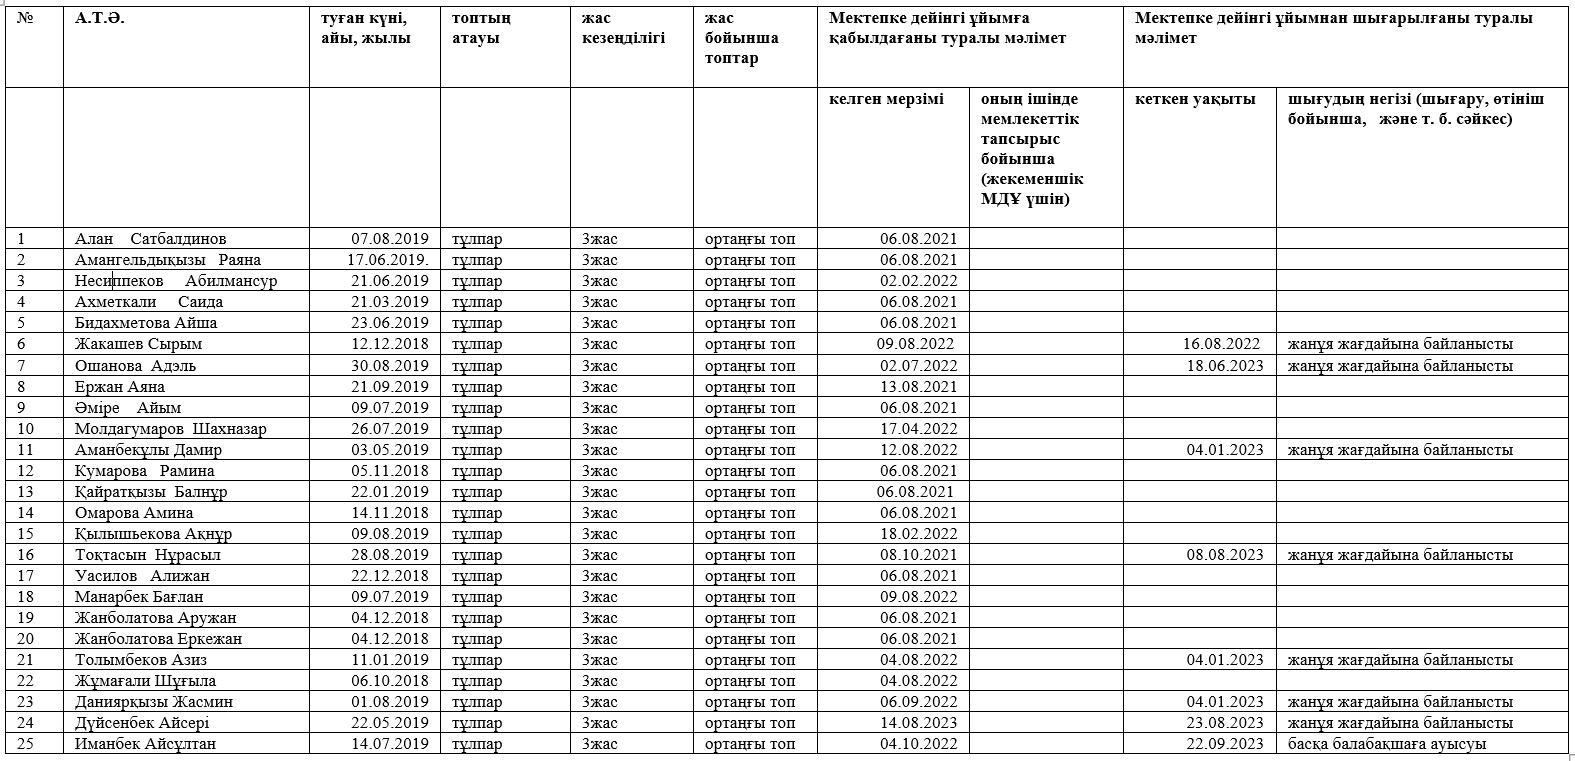 № А.Т.Ә. туған күні, айы, жылы топтың атауы жас кезеңділігі жас бойынша топтар Мектепке дейінгі ұйымға қабылдағаны туралы мәлімет Мектепке дейінгі ұйымнан шығарылғаны туралы мәлімет
келген мерзімі оның ішінде мемлекеттік тапсырыс бойынша (жекеменшік МДҰ үшін) кеткен уақыты шығудың негізі (шығару, өтініш бойынша, және т. б. сәйкес)
1 Алан Сатбалдинов 07.08.2019 тұлпар 3жас ортаңғы топ 06.08.2021
2 Амангельдықызы Раяна 17.06.2019. тұлпар 3жас ортаңғы топ 06.08.2021
3 Несиппеков Абилмансур 21.06.2019 тұлпар 3жас ортаңғы топ 02.02.2022
4 Ахметкали Саида 21.03.2019 тұлпар 3жас ортаңғы топ 06.08.2021
5 Бидахметова Айша 23.06.2019 тұлпар 3жас ортаңғы топ 06.08.2021
6 Жакашев Сырым 12.12.2018 тұлпар 3жас ортаңғы топ 09.08.2022 16.08.2022 жанұя жағдайына байланысты
7 Ошанова Адэль 30.08.2019 тұлпар 3жас ортаңғы топ 02.07.2022 18.06.2023 жанұя жағдайына байланысты
8 Ержан Аяна 21.09.2019 тұлпар 3жас ортаңғы топ 13.08.2021
9 Әміре Айым 09.07.2019 тұлпар 3жас ортаңғы топ 06.08.2021
10 Молдагумаров Шахназар 26.07.2019 тұлпар 3жас ортаңғы топ 17.04.2022
11 Аманбекұлы Дамир 03.05.2019 тұлпар 3жас ортаңғы топ 12.08.2022 04.01.2023 жанұя жағдайына байланысты
12 Кумарова Рамина 05.11.2018 тұлпар 3жас ортаңғы топ 06.08.2021
13 Қайратқызы Балнұр 22.01.2019 тұлпар 3жас ортаңғы топ 06.08.2021
14 Омарова Амина 14.11.2018 тұлпар 3жас ортаңғы топ 06.08.2021
15 Қылышьекова Ақнұр 09.08.2019 тұлпар 3жас ортаңғы топ 18.02.2022
16 Тоқтасын Нұрасыл 28.08.2019 тұлпар 3жас ортаңғы топ 08.10.2021 08.08.2023 жанұя жағдайына байланысты
17 Уасилов Алижан 22.12.2018 тұлпар 3жас ортаңғы топ 06.08.2021
18 Манарбек Бағлан 09.07.2019 тұлпар 3жас ортаңғы топ 09.08.2022
19 Жанболатова Аружан 04.12.2018 тұлпар 3жас ортаңғы топ 06.08.2021
20 Жанболатова Еркежан 04.12.2018 тұлпар 3жас ортаңғы топ 06.08.2021
21 Толымбеков Азиз 11.01.2019 тұлпар 3жас ортаңғы топ 04.08.2022 04.01.2023 жанұя жағдайына байланысты
22 Жұмағали Шұғыла 06.10.2018 тұлпар 3жас ортаңғы топ 04.08.2022
23 Даниярқызы Жасмин 01.08.2019 тұлпар 3жас ортаңғы топ 06.09.2022 04.01.2023 жанұя жағдайына байланысты
24 Дүйсенбек Айсері 22.05.2019 тұлпар 3жас ортаңғы топ 14.08.2023 23.08.2023 жанұя жағдайына байланысты
25 Иманбек Айсұлтан 14.07.2019 тұлпар 3жас ортаңғы топ 04.10.2022 22.09.2023 басқа балабақшаға ауысуы